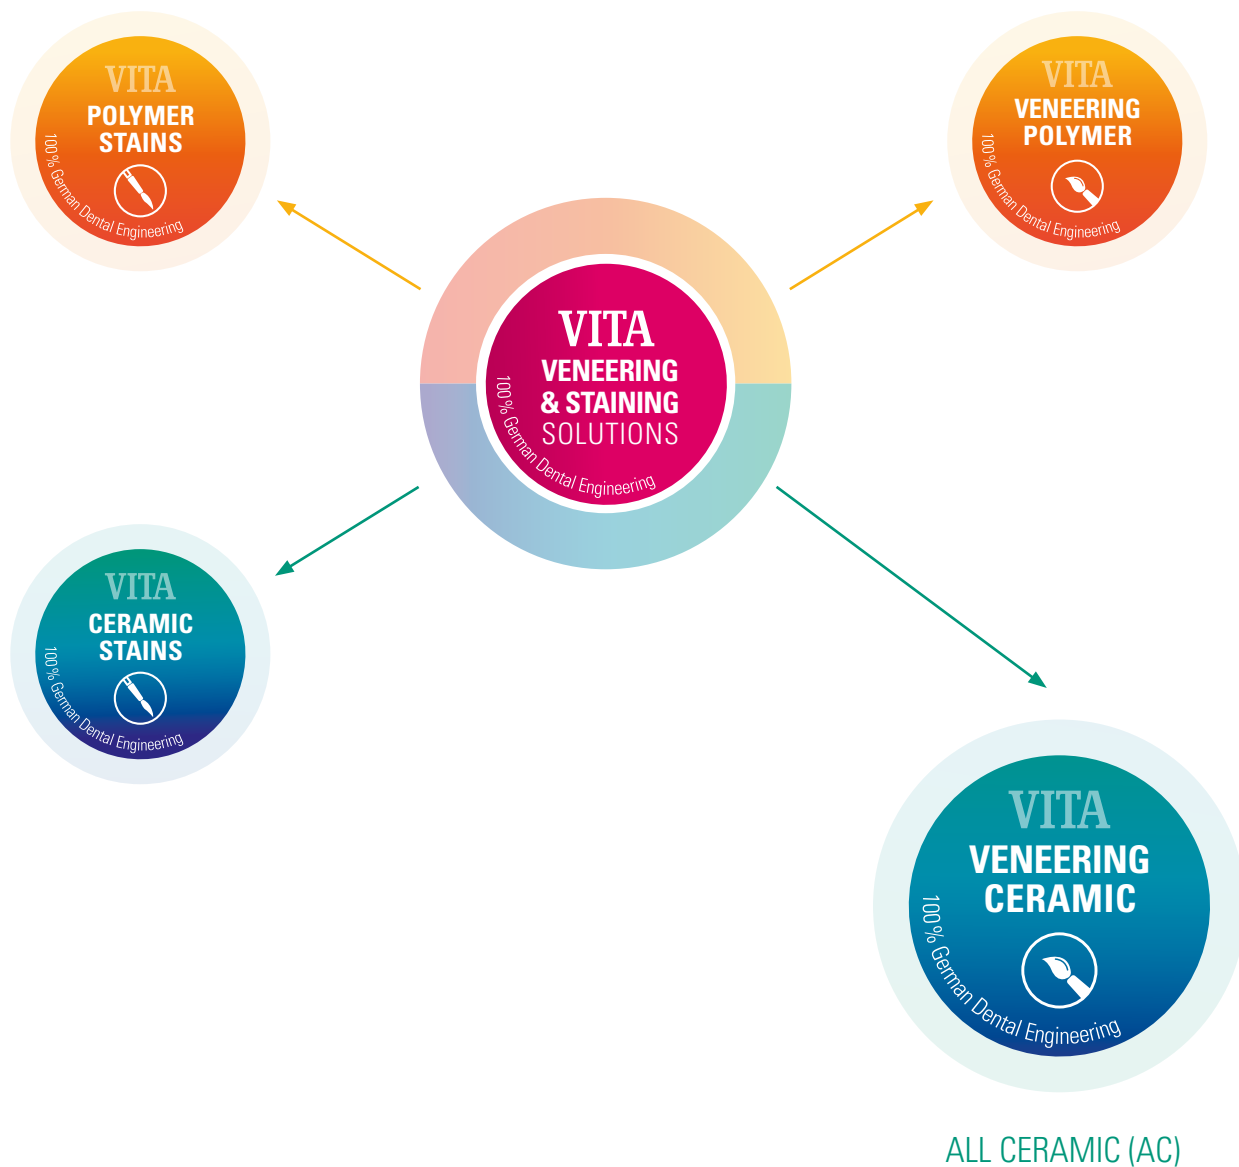 VITA
POLYMER
STAINS
100% German Dental Engineering
VITA
VENEERING
POLYMER
100% German Dental Engineering
VITA
VENEERING
& STAINING
SOLUTIONS
100% German Dental Engineering
VITA
CERAMIC
STAINS
100% German Dental Engineering
VITA
VENEERING
CERAMIC
100% German Dental Engineering
ALL CERAMIC (AC)